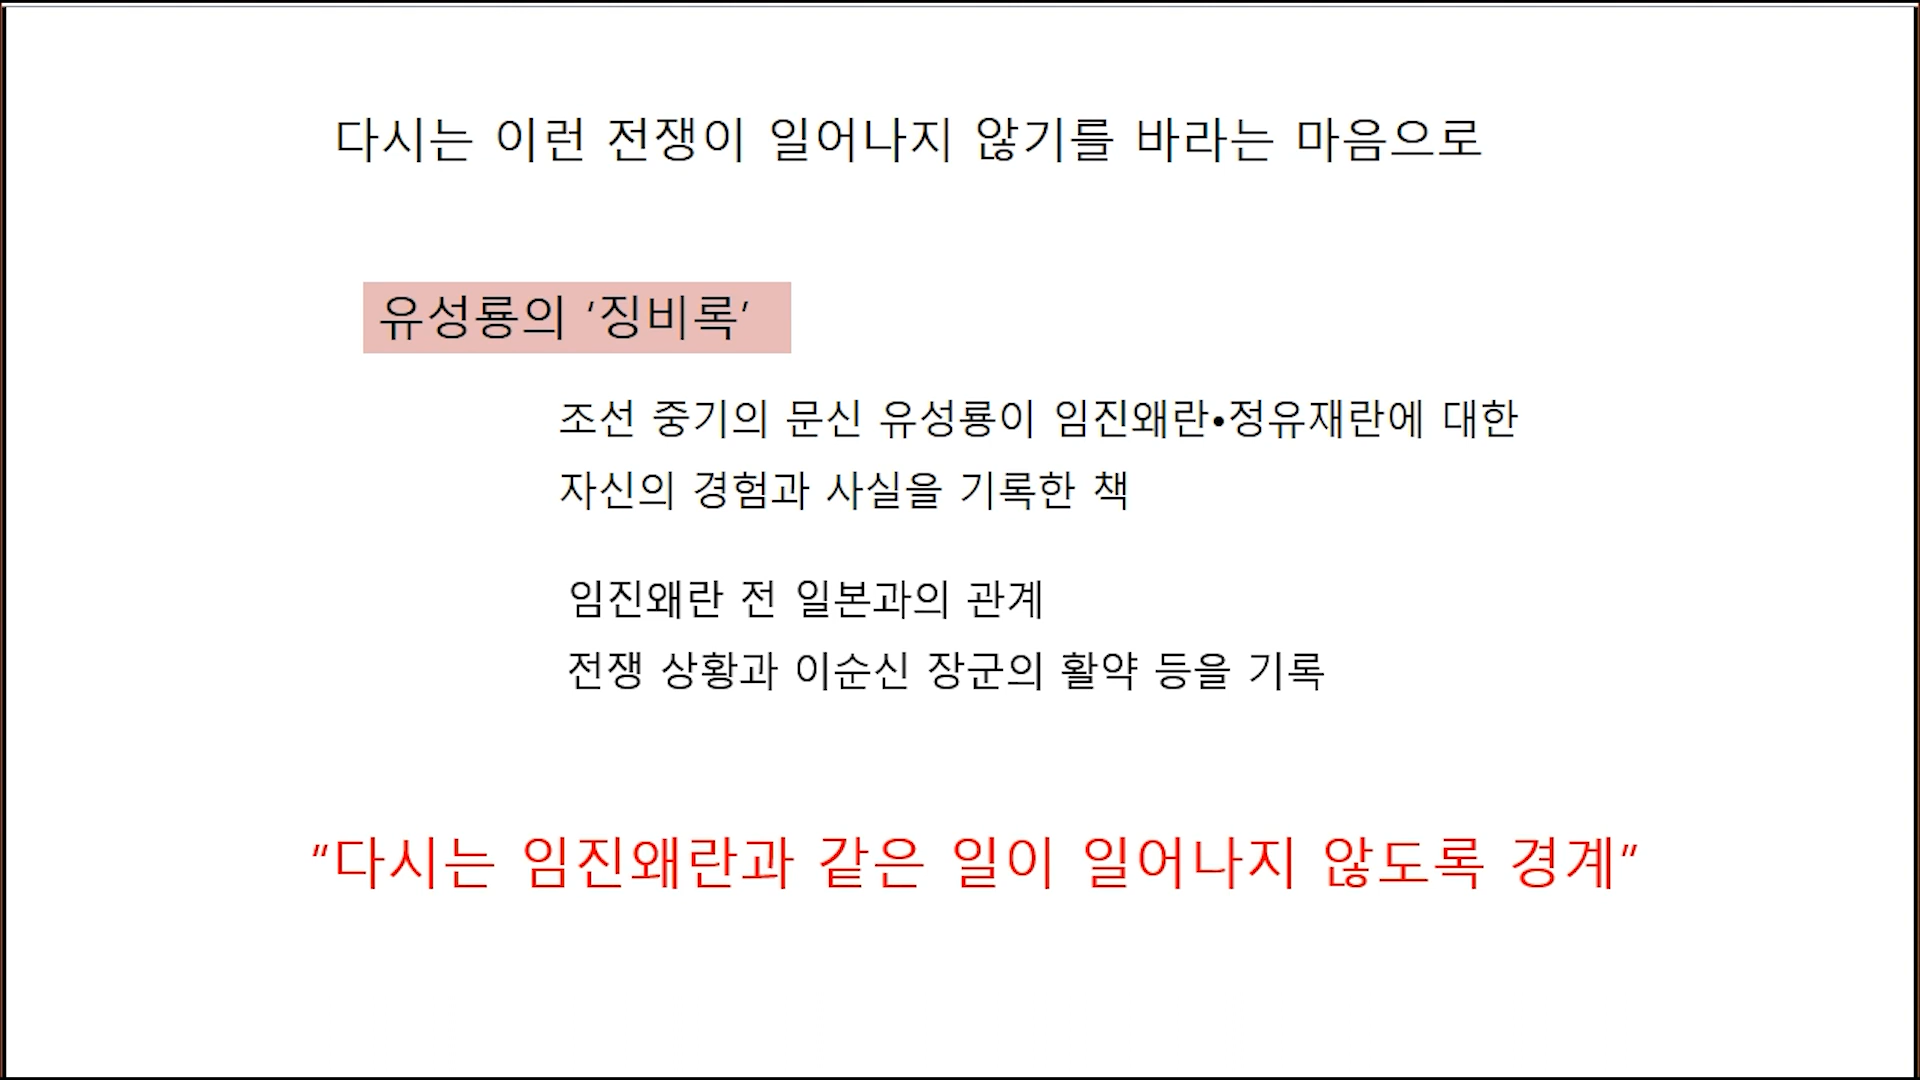 다시는 이런 전쟁이 일어나지 않기를 바라는 마음으로
유성룡의 ‘징비록’
조선 중기의 문신 유성룡이 임진왜란•정유재란에 대한
자신의 경험과 사실을 기록한 책
임진왜란 전 일본과의 관계
전쟁 상황과 이순신 장군의 활약 등을 기록
“다시는 임진왜란과 같은 일이 일어나지 않도록 경계”